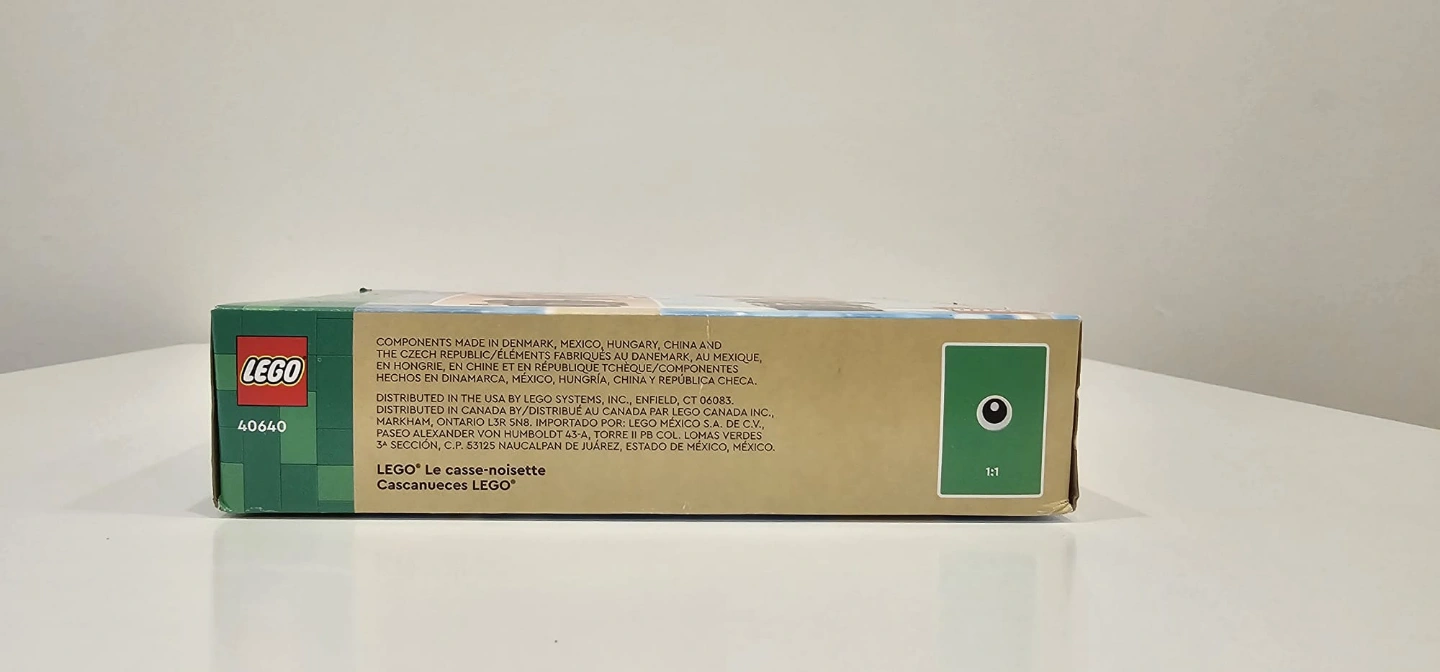 LEGO
40640
COMPONENTS MADE IN DENMARK, MEXICO, HUNGARY, CHINA AND
THE CZECH REPUBLIC/ÉLÉMENTS FABRIQUÉS AU DANEMARK, AU MEXIQUE,
EN HONGRIE, EN CHINE ET EN RÉPUBLIQUE TCHÈQUE/COMPONENTES
HECHOS EN DINAMARCA, MÉXICO, HUNGRÍA, CHINA Y REPÚBLICA CHECA.
DISTRIBUTED IN THE USA BY LEGO SYSTEMS, INC., ENFIELD, CT 06083.
DISTRIBUTED IN CANADA BY/DISTRIBUÉ AU CANADA PAR LEGO CANADA INC.,
MARKHAM, ONTARIO L3R 5N8. IMPORTADO POR: LEGO MÉXICO S.A. DE C.V.,
PASEO ALEXANDER VON HUMBOLDT 43-A, TORRE II PB COL. LOMAS VERDES
3ᴬ SECCIÓN, C.P. 53125 NAUCALPAN DE JUÁREZ, ESTADO DE MÉXICO, MÉXICO.
LEGO® Le casse-noisette
Cascanueces LEGO®
1:1